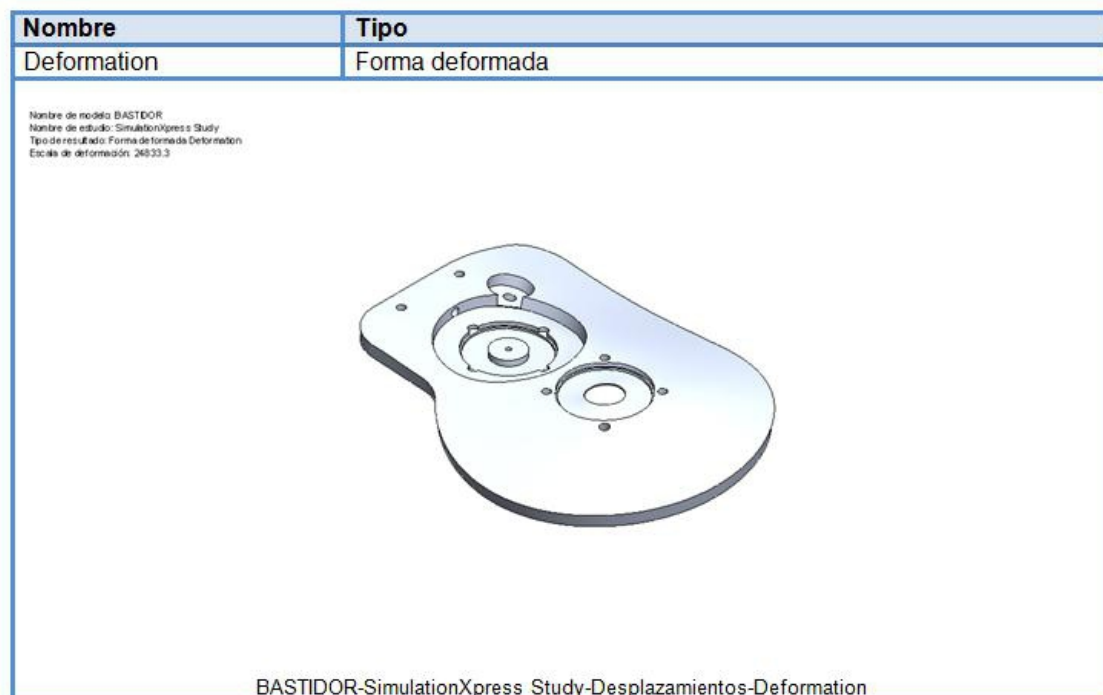 Nombre Tipo
Deformation Forma deformada
Nombre de modelo: BASTIDOR
Nombre de estudio: SimulationXpress Study
Tipo de resultado: Forma deformada Deformation
Escala de deformación: 24833.3
BASTIDOR-SimulationXpress Study-Desplazamientos-Deformation